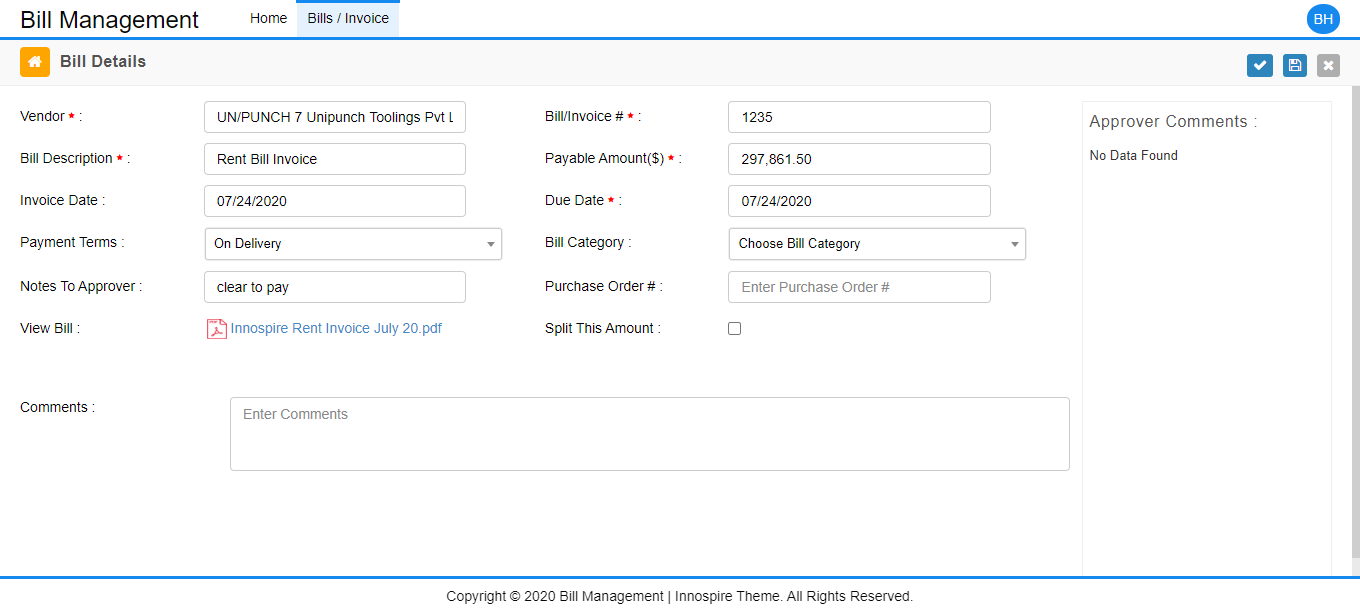 Bill Management Home Bills / Invoice BH
Bill Details
Vendor * : UN/PUNCH 7 Unipunch Toolings Pvt L Bill/Invoice # * : 1235
Approver Comments :
Bill Description * : Rent Bill Invoice Payable Amount($) * : 297,861.50
No Data Found
Invoice Date : 07/24/2020 Due Date * : 07/24/2020
Payment Terms : On Delivery Bill Category : Choose Bill Category
Notes To Approver : clear to pay Purchase Order # : Enter Purchase Order #
View Bill : PDF Innospire Rent Invoice July 20.pdf Split This Amount :
Comments : Enter Comments
Copyright © 2020 Bill Management | Innospire Theme. All Rights Reserved.